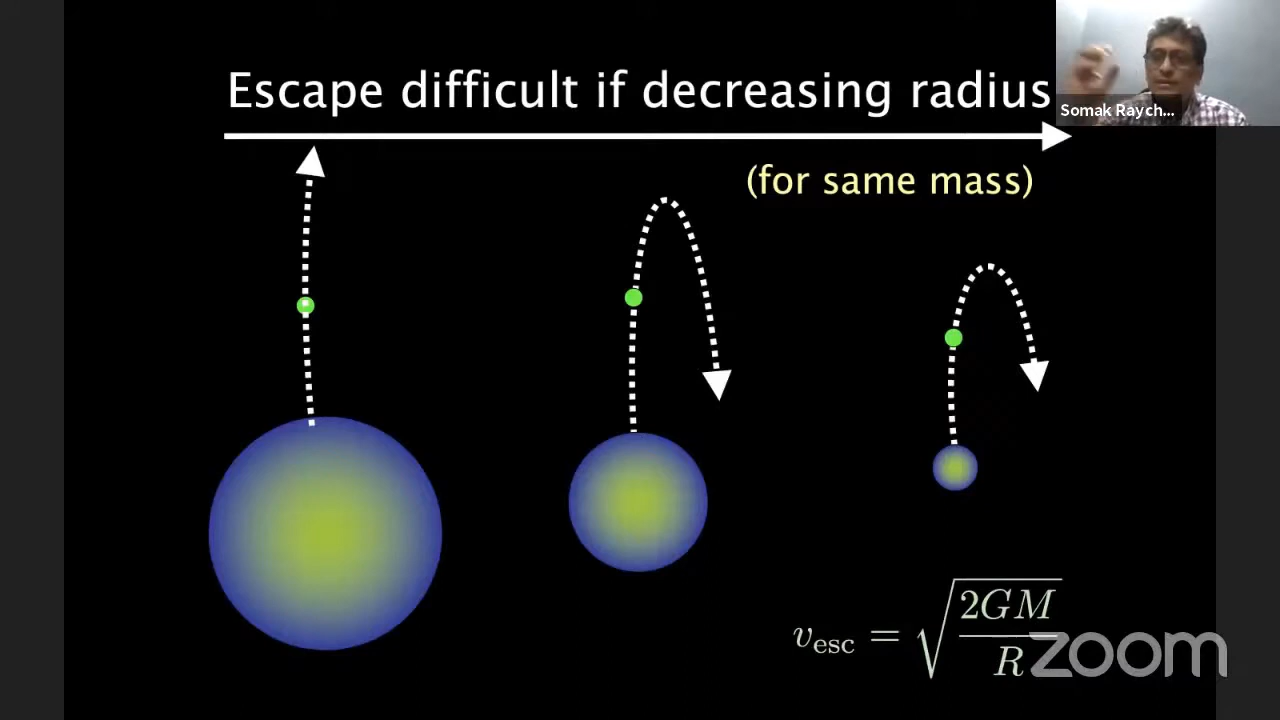 Escape difficult if decreasing radius
Somak Raych...
(for same mass)
v_esc = √(2GM/R)
zoom